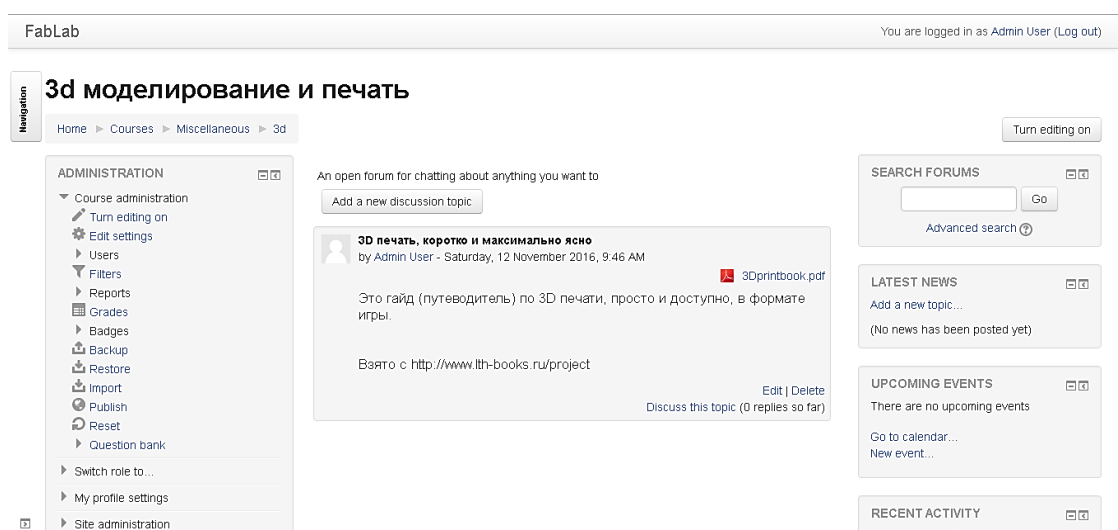 FabLab
You are logged in as Admin User (Log out)
Navigation
3d моделирование и печать
Home Courses Miscellaneous 3d
Turn editing on
ADMINISTRATION
Course administration
Turn editing on
Edit settings
Users
Filters
Reports
Grades
Badges
Backup
Restore
Import
Publish
Reset
Question bank
Switch role to...
My profile settings
Site administration
An open forum for chatting about anything you want to
Add a new discussion topic
3D печать, коротко и максимально ясно
by Admin User - Saturday, 12 November 2016, 9:46 AM
3Dprintbook.pdf
Это гайд (путеводитель) по 3D печати, просто и доступно, в формате
игры.
Взято с http://www.lth-books.ru/project
Edit | Delete
Discuss this topic (0 replies so far)
SEARCH FORUMS
Go
Advanced search
LATEST NEWS
Add a new topic...
(No news has been posted yet)
UPCOMING EVENTS
There are no upcoming events
Go to calendar...
New event...
RECENT ACTIVITY